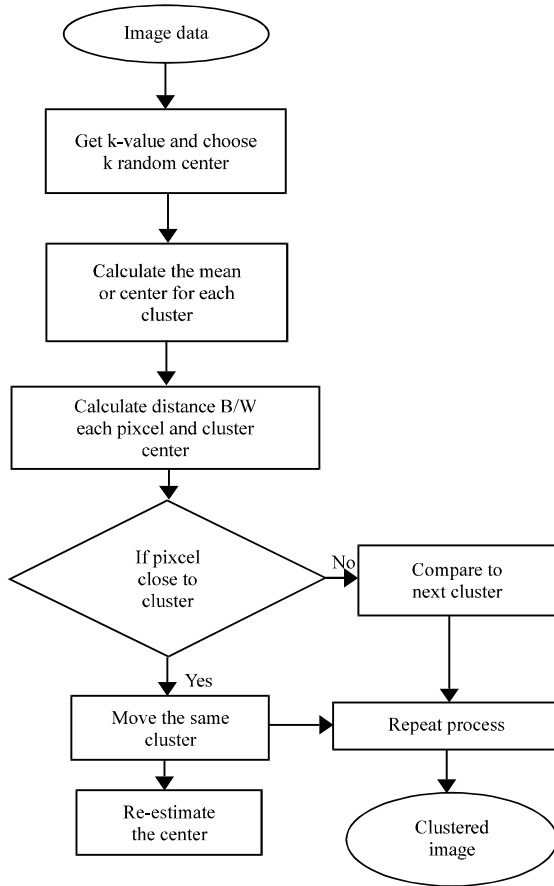 Image data
Get k-value and choose
k random center
Calculate the mean
or center for each
cluster
Calculate distance B/W
each pixcel and cluster
center
If pixcel
close to
cluster
No
Compare to
next cluster
Yes
Move the same
cluster
Repeat process
Re-estimate
the center
Clustered
image